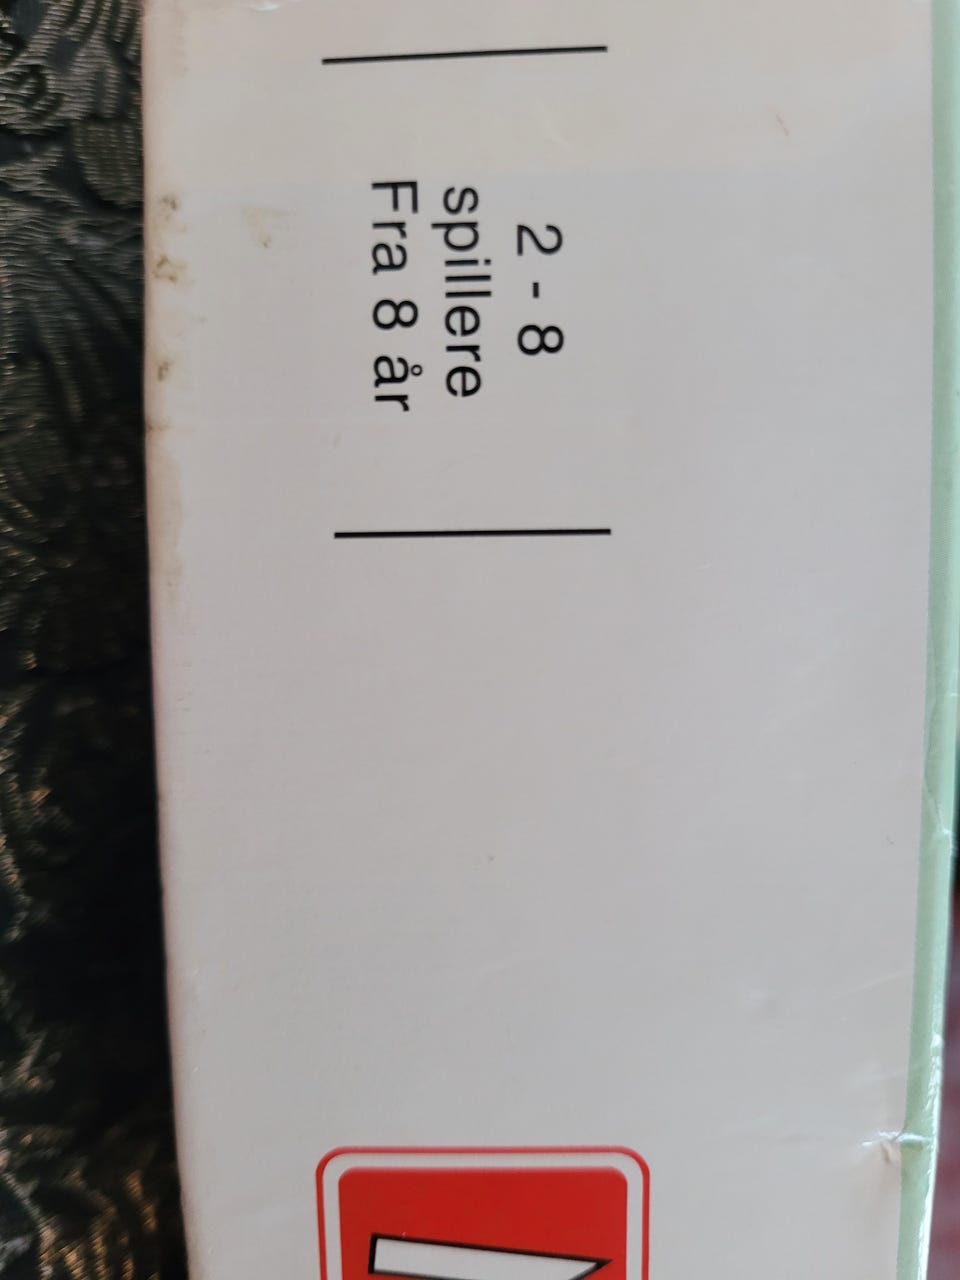 2 - 8
spillere
Fra 8 år